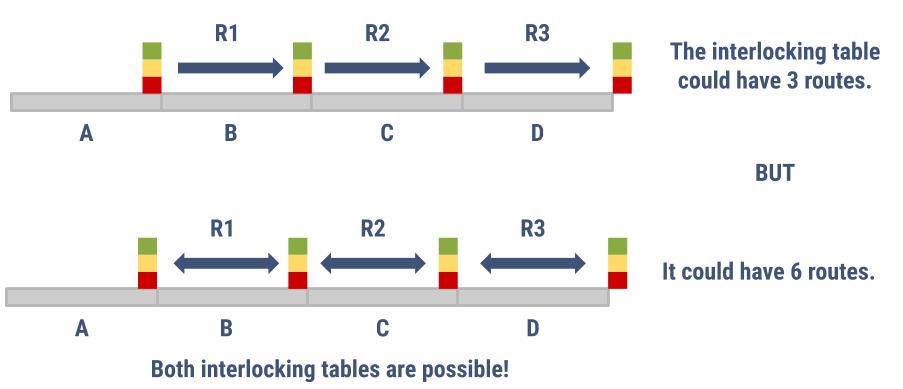 R1 R2 R3
The interlocking table
could have 3 routes.
A B C D
BUT
R1 R2 R3
It could have 6 routes.
A B C D
Both interlocking tables are possible!